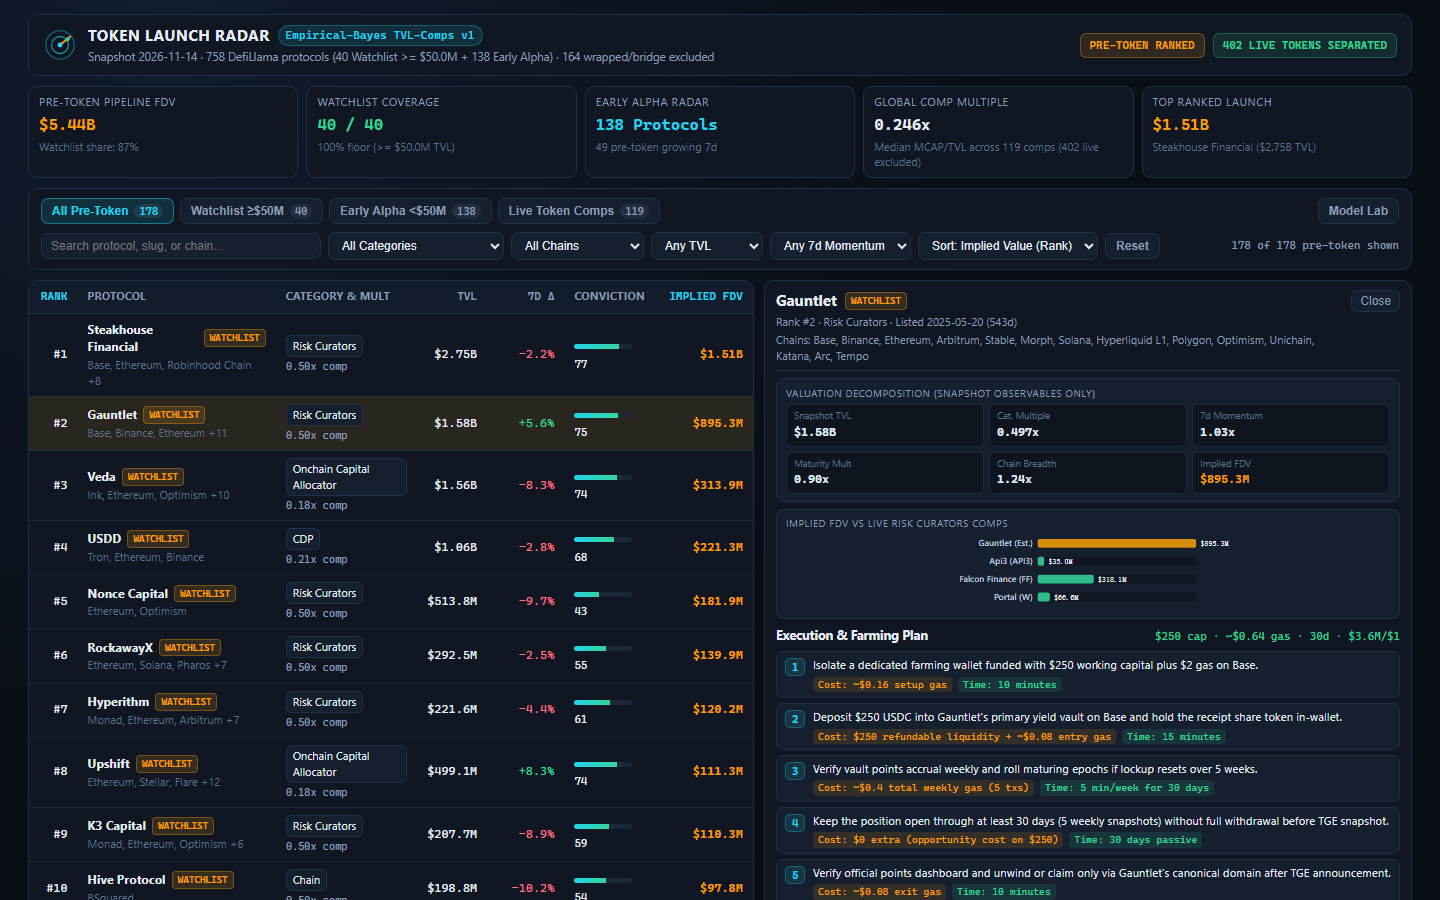 TOKEN LAUNCH RADAR Empirical-Bayes TVL-Comps v1
Snapshot 2026-11-14 · 758 DefiLlama protocols (40 Watchlist >= $50.0M + 138 Early Alpha) · 164 wrapped/bridge excluded
PRE-TOKEN RANKED
402 LIVE TOKENS SEPARATED
PRE-TOKEN PIPELINE FDV
$5.44B
Watchlist share: 87%
WATCHLIST COVERAGE
40 / 40
100% floor (>= $50.0M TVL)
EARLY ALPHA RADAR
138 Protocols
49 pre-token growing 7d
GLOBAL COMP MULTIPLE
0.246x
Median MCAP/TVL across 119 comps (402 live
excluded)
TOP RANKED LAUNCH
$1.51B
Steakhouse Financial ($2.75B TVL)
All Pre-Token 178
Watchlist ≥$50M 40
Early Alpha <$50M 138
Live Token Comps 119
Model Lab
Search protocol, slug, or chain...
All Categories
All Chains
Any TVL
Any 7d Momentum
Sort: Implied Value (Rank)
Reset
178 of 178 pre-token shown
RANK PROTOCOL CATEGORY & MULT TVL 7D Δ CONVICTION IMPLIED FDV
#1 Steakhouse
Financial WATCHLIST
Base, Ethereum, Robinhood Chain
+8
Risk Curators
0.50x comp
$2.75B −2.2% 77 $1.51B
#2 Gauntlet WATCHLIST
Base, Binance, Ethereum +11
Risk Curators
0.50x comp
$1.58B +5.6% 75 $895.3M
#3 Veda WATCHLIST
Ink, Ethereum, Optimism +10
Onchain Capital
Allocator
0.18x comp
$1.56B −8.3% 74 $313.9M
#4 USDD WATCHLIST
Tron, Ethereum, Binance
CDP
0.21x comp
$1.06B −2.8% 68 $221.3M
#5 Nonce Capital WATCHLIST
Ethereum, Optimism
Risk Curators
0.50x comp
$513.8M −9.7% 43 $181.9M
#6 RockawayX WATCHLIST
Ethereum, Solana, Pharos +7
Risk Curators
0.50x comp
$292.5M −2.5% 55 $139.9M
#7 Hyperithm WATCHLIST
Monad, Ethereum, Arbitrum +7
Risk Curators
0.50x comp
$221.6M −4.4% 61 $120.2M
#8 Upshift WATCHLIST
Ethereum, Stellar, Flare +12
Onchain Capital
Allocator
0.18x comp
$499.1M +8.3% 74 $111.3M
#9 K3 Capital WATCHLIST
Monad, Ethereum, Optimism +6
Risk Curators
0.50x comp
$207.7M −8.9% 59 $110.3M
#10 Hive Protocol WATCHLIST
BSquared
Chain
0.50x comp
$198.8M −10.2% 54 $97.8M
Gauntlet WATCHLIST
Close
Rank #2 · Risk Curators · Listed 2025-05-20 (543d)
Chains: Base, Binance, Ethereum, Arbitrum, Stable, Morph, Solana, Hyperliquid L1, Polygon, Optimism, Unichain,
Katana, Arc, Tempo
VALUATION DECOMPOSITION (SNAPSHOT OBSERVABLES ONLY)
Snapshot TVL
$1.58B
Cat. Multiple
0.497x
7d Momentum
1.03x
Maturity Mult
0.90x
Chain Breadth
1.24x
Implied FDV
$895.3M
IMPLIED FDV VS LIVE RISK CURATORS COMPS
Gauntlet (Est.) $895.3M
Api3 (API3) $35.0M
Falcon Finance (FF) $318.1M
Portal (W) $66.6M
Execution & Farming Plan
$250 cap · ~$0.64 gas · 30d · $3.6M/$1
1 Isolate a dedicated farming wallet funded with $250 working capital plus $2 gas on Base.
Cost: ~$0.16 setup gas Time: 10 minutes
2 Deposit $250 USDC into Gauntlet's primary yield vault on Base and hold the receipt share token in-wallet.
Cost: $250 refundable liquidity + ~$0.08 entry gas Time: 15 minutes
3 Verify vault points accrual weekly and roll maturing epochs if lockup resets over 5 weeks.
Cost: ~$0.4 total weekly gas (5 txs) Time: 5 min/week for 30 days
4 Keep the position open through at least 30 days (5 weekly snapshots) without full withdrawal before TGE snapshot.
Cost: $0 extra (opportunity cost on $250) Time: 30 days passive
5 Verify official points dashboard and unwind or claim only via Gauntlet's canonical domain after TGE announcement.
Cost: ~$0.08 exit gas Time: 10 minutes